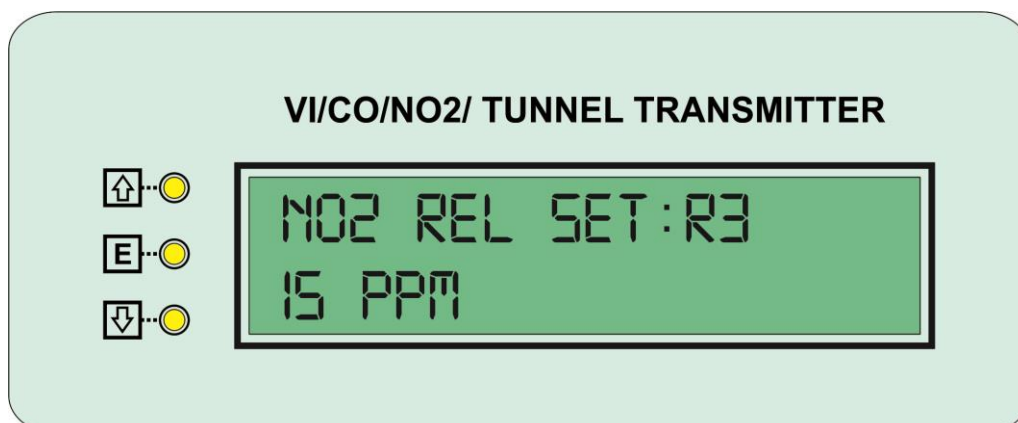 VI/CO/NO2/ TUNNEL TRANSMITTER
NO2 REL SET:R3
E
15 PPM